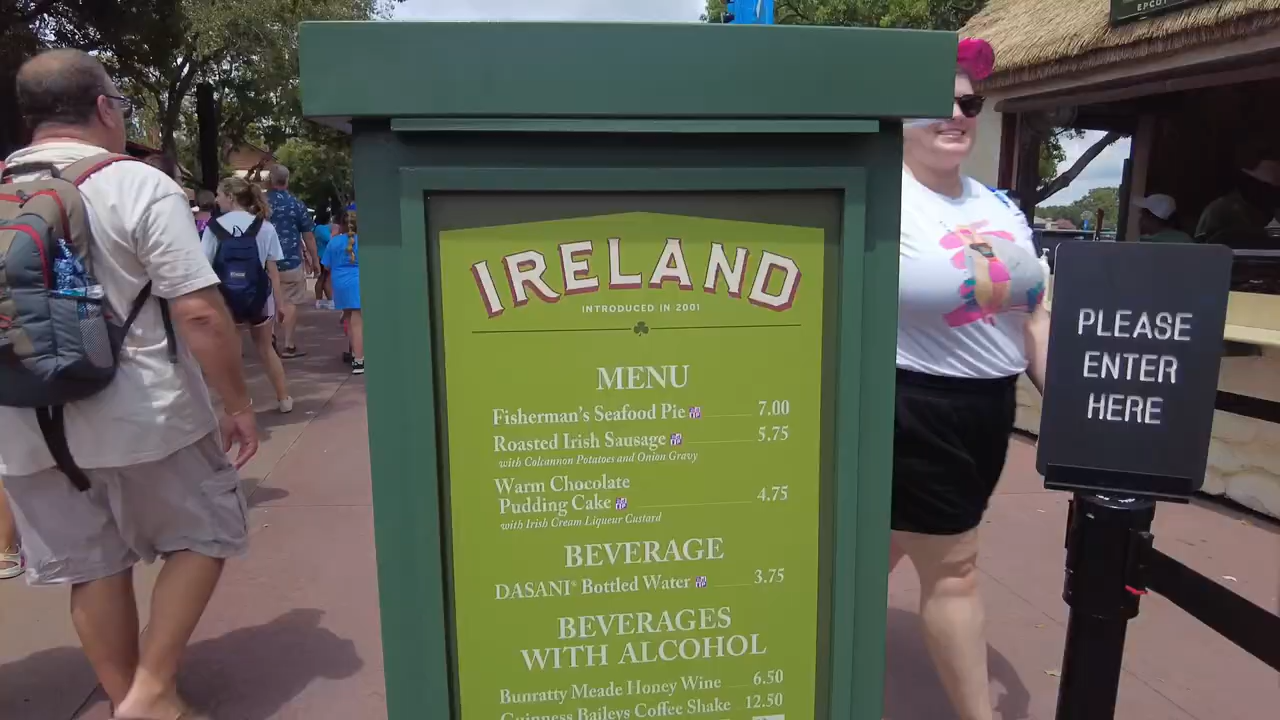 EPCOT
IRELAND
INTRODUCED IN 2001
MENU
Fisherman's Seafood Pie 7.00
Roasted Irish Sausage 5.75
with Colcannon Potatoes and Onion Gravy
Warm Chocolate
Pudding Cake 4.75
with Irish Cream Liqueur Custard
BEVERAGE
DASANI® Bottled Water 3.75
BEVERAGES
WITH ALCOHOL
Bunratty Meade Honey Wine 6.50
Guinness Baileys Coffee Shake 12.50
PLEASE
ENTER
HERE